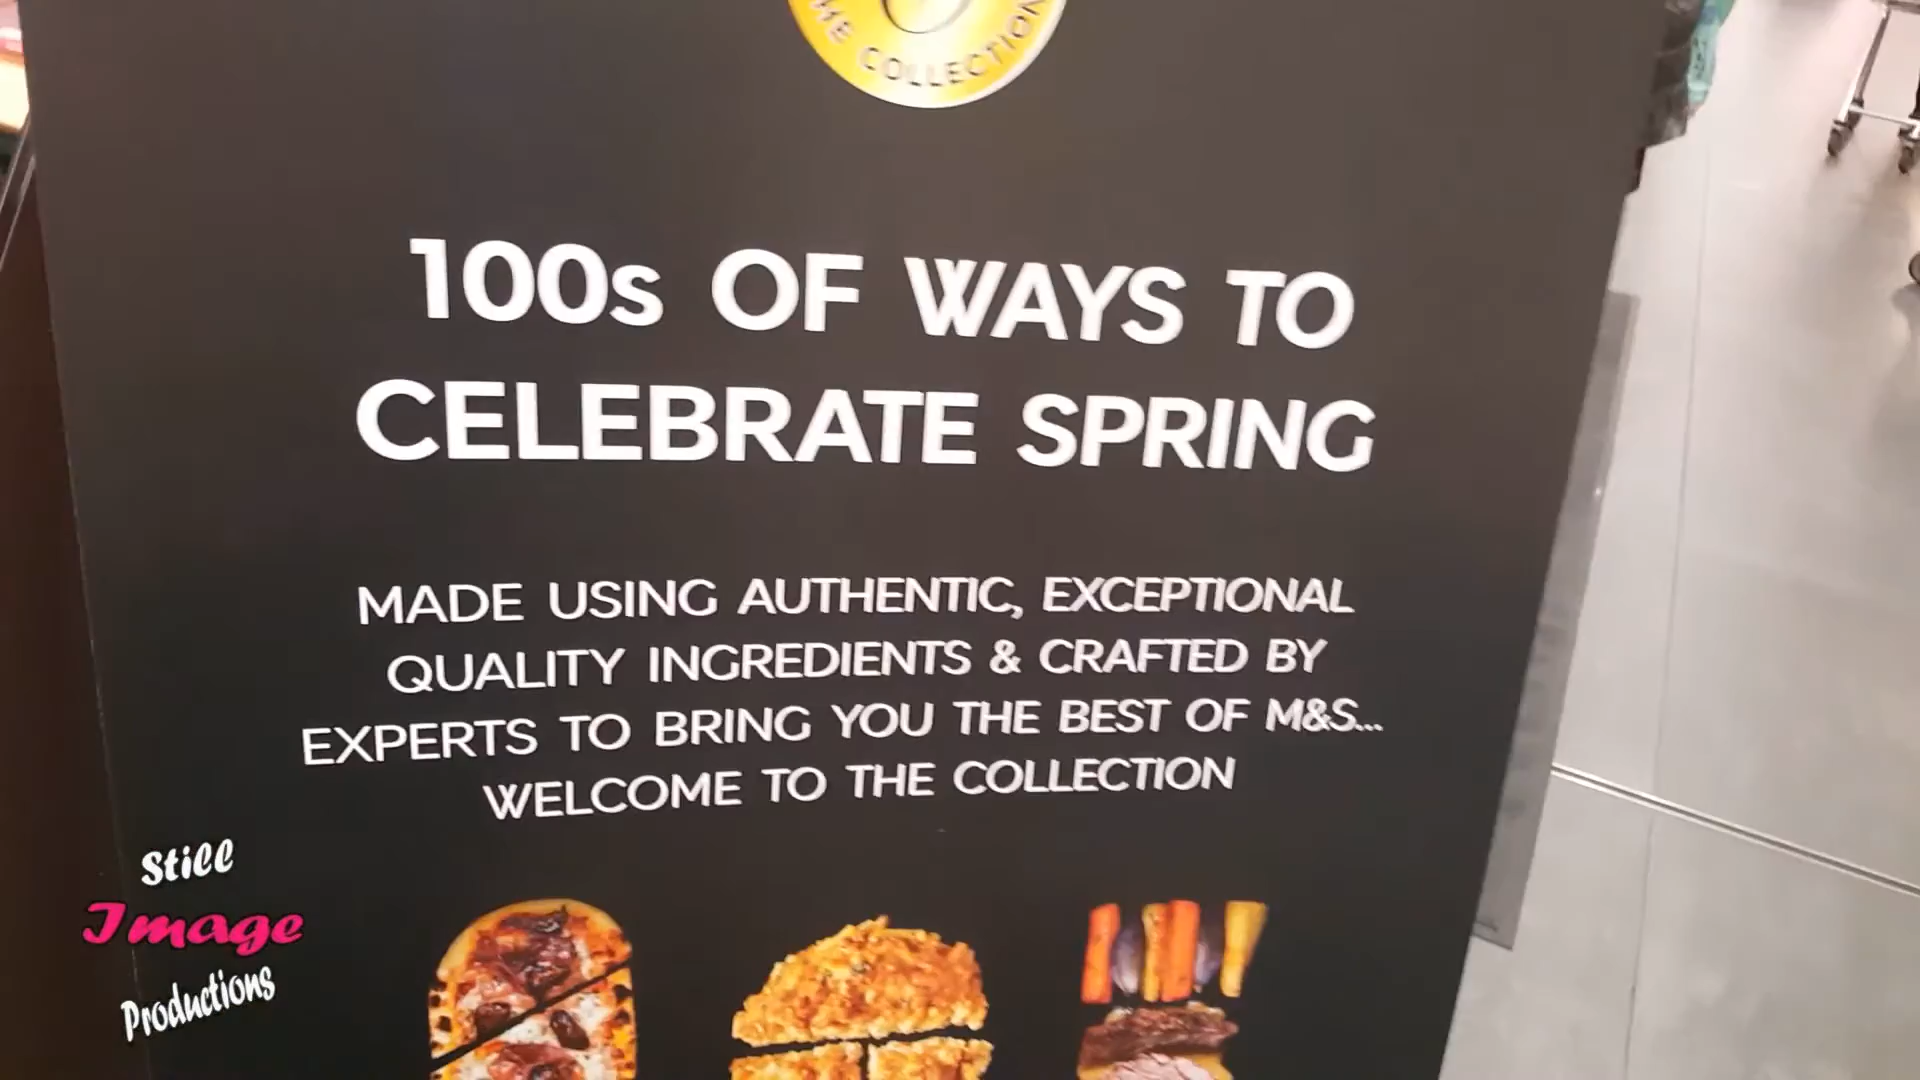 THE COLLECTION
100s OF WAYS TO
CELEBRATE SPRING
MADE USING AUTHENTIC, EXCEPTIONAL
QUALITY INGREDIENTS & CRAFTED BY
EXPERTS TO BRING YOU THE BEST OF M&S...
WELCOME TO THE COLLECTION
Still
Image
Productions